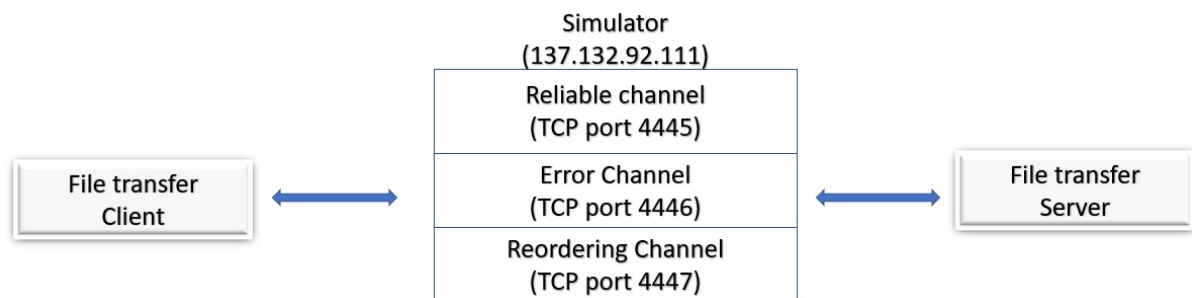 Simulator
(137.132.92.111)
Reliable channel
(TCP port 4445)
File transfer
Client
Error Channel
(TCP port 4446)
File transfer
Server
Reordering Channel
(TCP port 4447)